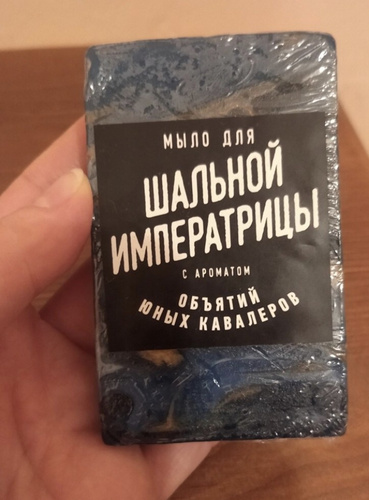 МЫЛО ДЛЯ
ШАЛЬНОЙ
ИМПЕРАТРИЦЫ
С АРОМАТОМ
ОБЪЯТИЙ
ЮНЫХ КАВАЛЕРОВ